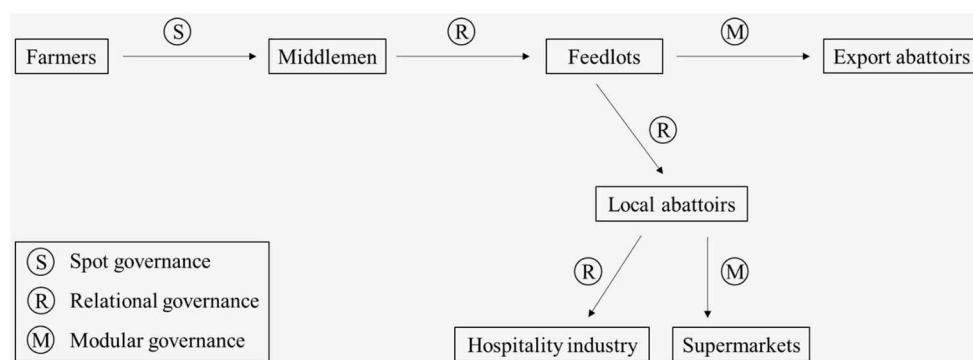 Ⓢ Ⓡ Ⓜ
Farmers Middlemen Feedlots Export abattoirs
Ⓡ
Local abattoirs
Ⓢ Spot governance
Ⓡ Relational governance
Ⓜ Modular governance
Ⓡ Ⓜ
Hospitality industry Supermarkets